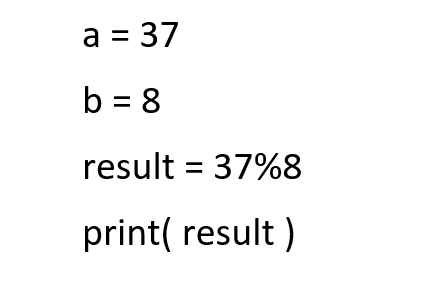 a = 37
b = 8
result = 37%8
print( result )